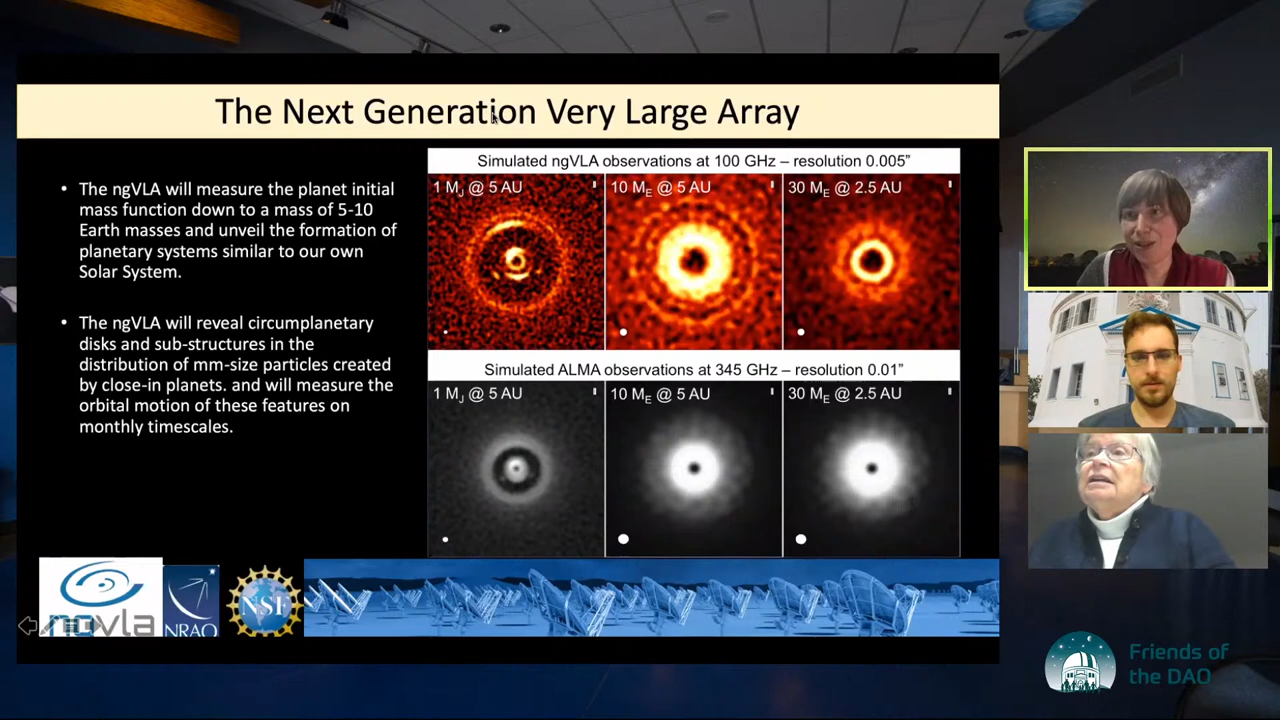 The Next Generation Very Large Array
• The ngVLA will measure the planet initial
mass function down to a mass of 5-10
Earth masses and unveil the formation of
planetary systems similar to our own
Solar System.
• The ngVLA will reveal circumplanetary
disks and sub-structures in the
distribution of mm-size particles created
by close-in planets. and will measure the
orbital motion of these features on
monthly timescales.
Simulated ngVLA observations at 100 GHz – resolution 0.005”
1 MJ @ 5 AU
10 ME @ 5 AU
30 ME @ 2.5 AU
Simulated ALMA observations at 345 GHz – resolution 0.01”
1 MJ @ 5 AU
10 ME @ 5 AU
30 ME @ 2.5 AU
ngvla
NRAO
NSF
Friends of
the DAO